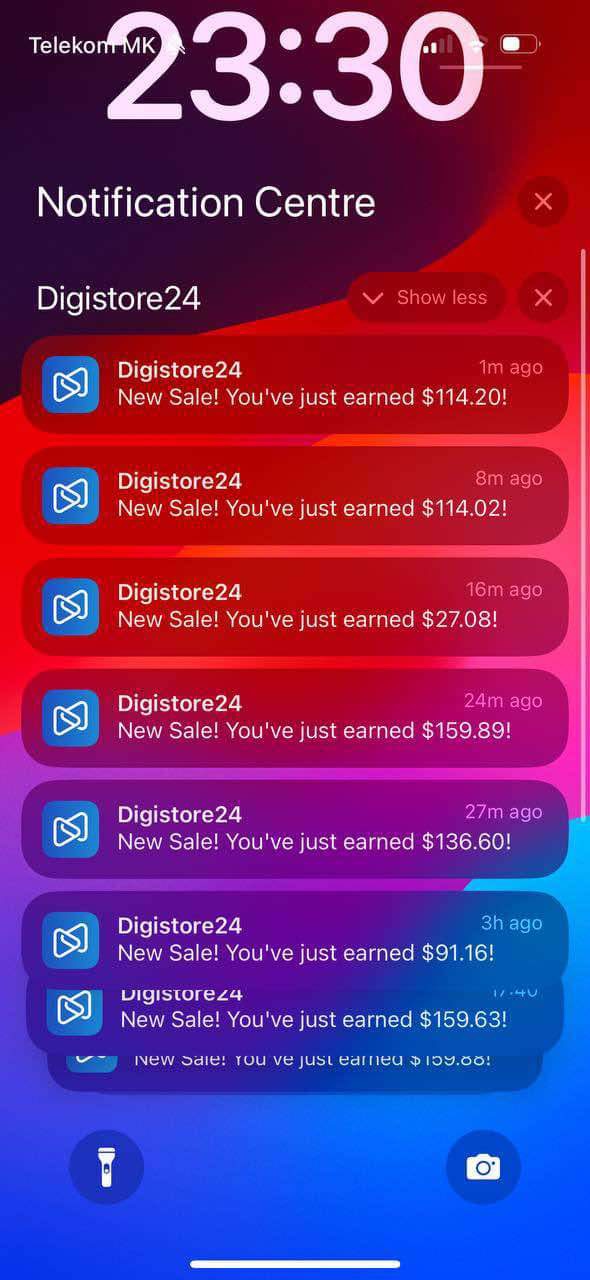 Telekom MK
23:30
Notification Centre
Digistore24
Show less
Digistore24
1m ago
New Sale! You've just earned $114.20!
Digistore24
8m ago
New Sale! You've just earned $114.02!
Digistore24
16m ago
New Sale! You've just earned $27.08!
Digistore24
24m ago
New Sale! You've just earned $159.89!
Digistore24
27m ago
New Sale! You've just earned $136.60!
Digistore24
3h ago
New Sale! You've just earned $91.16!
Digistore24
17:40
New Sale! You've just earned $159.63!
New Sale! You've just earned $159.88!